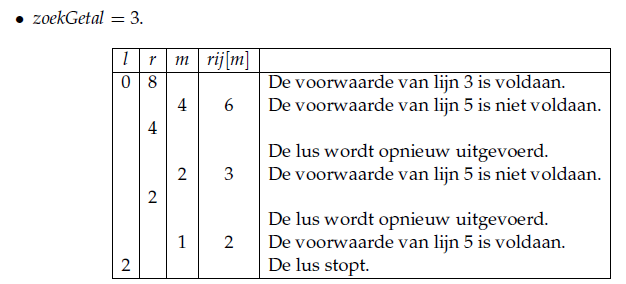 • zoekGetal = 3.
l r m rij[m]
0 8 De voorwaarde van lijn 3 is voldaan.
4 6 De voorwaarde van lijn 5 is niet voldaan.
4
De lus wordt opnieuw uitgevoerd.
2 3 De voorwaarde van lijn 5 is niet voldaan.
2
De lus wordt opnieuw uitgevoerd.
1 2 De voorwaarde van lijn 5 is voldaan.
2 De lus stopt.